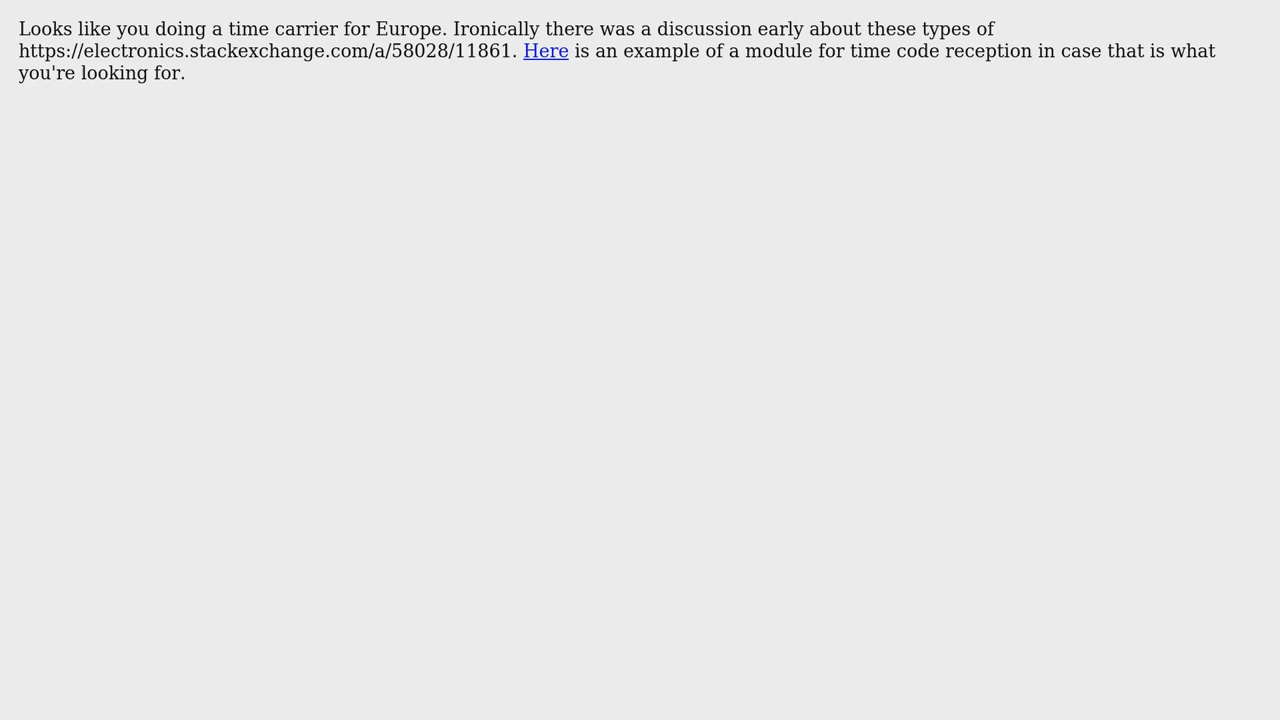 Looks like you doing a time carrier for Europe. Ironically there was a discussion early about these types of
https://electronics.stackexchange.com/a/58028/11861. Here is an example of a module for time code reception in case that is what
you're looking for.